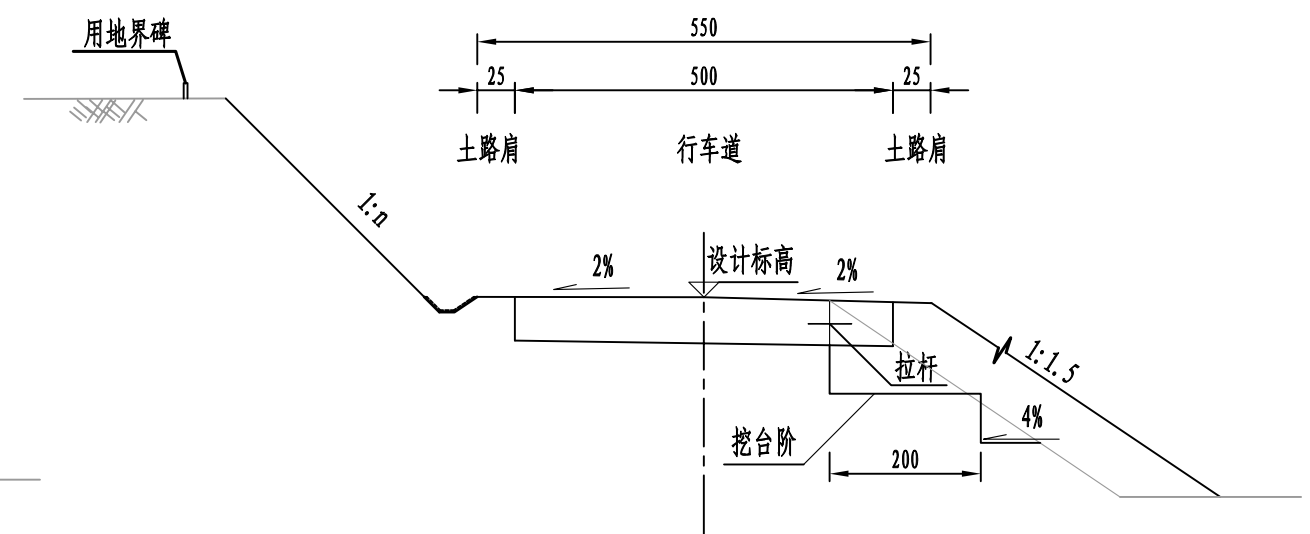 用地界碑
550
25
500
25
土路肩
行车道
土路肩
1:n
2%
设计标高
2%
1:1.5
拉杆
4%
挖台阶
200